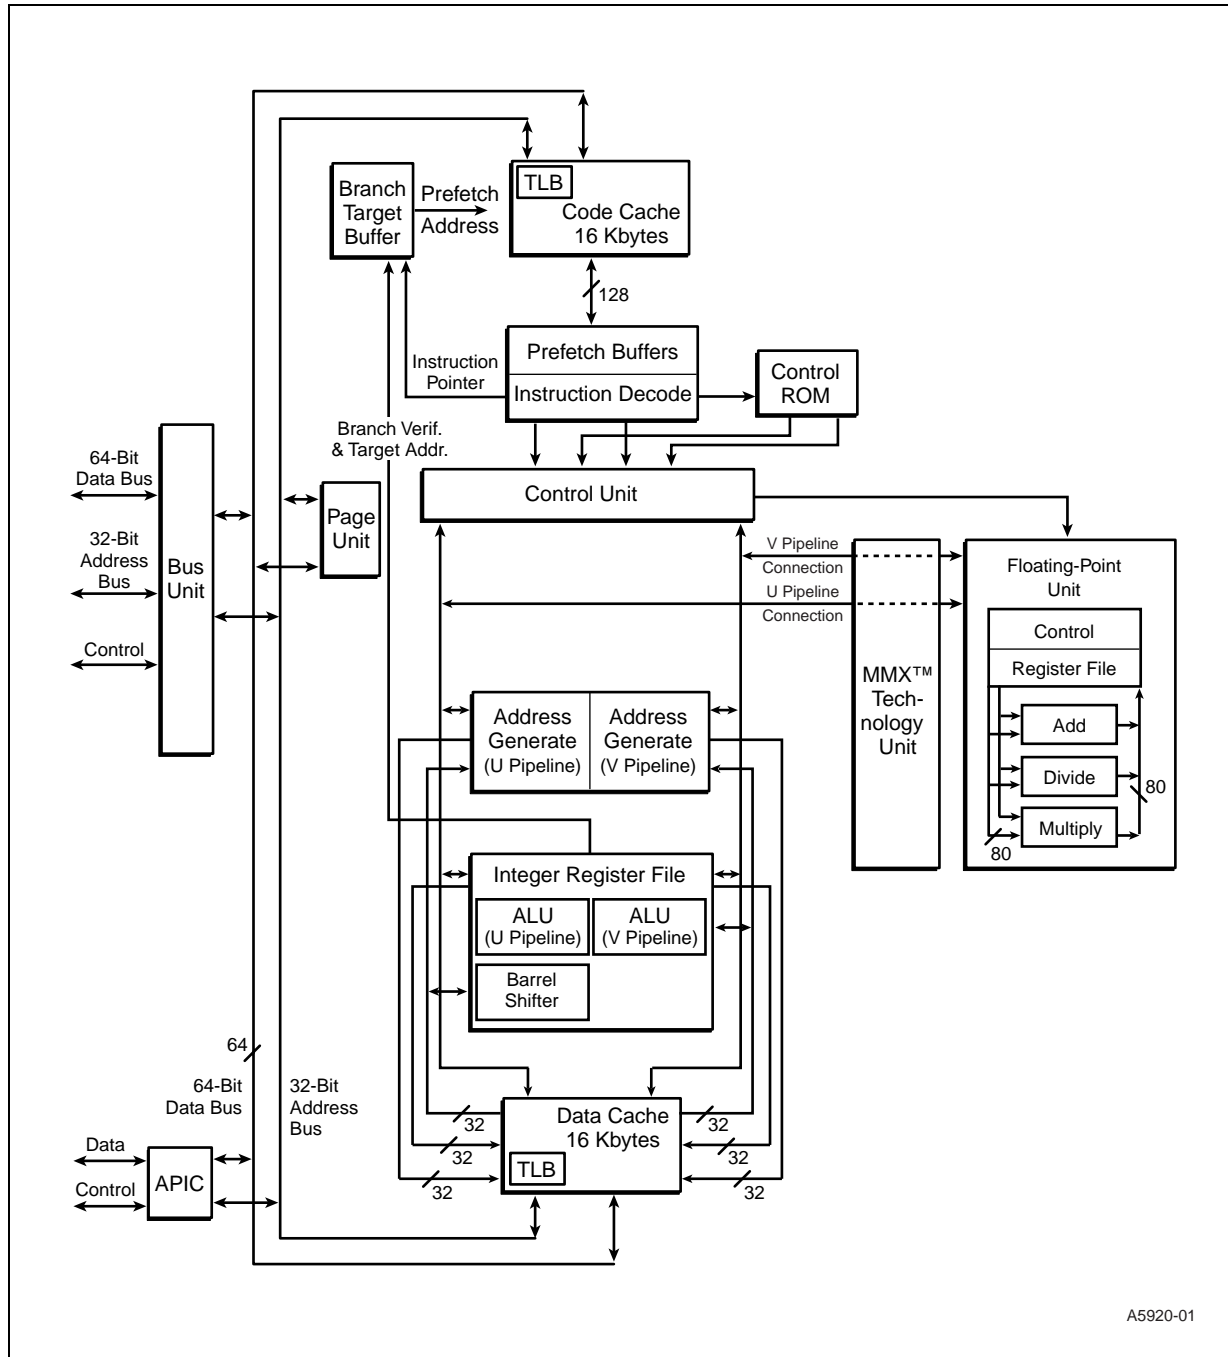 TLB
Code Cache
16 Kbytes
Branch
Target
Buffer
Prefetch
Address
128
Prefetch Buffers
Instruction Decode
Instruction
Pointer
Control
ROM
Branch Verif.
& Target Addr.
Control Unit
64-Bit
Data Bus
32-Bit
Address
Bus
Control
Bus
Unit
Page
Unit
V Pipeline
Connection
U Pipeline
Connection
MMX™
Tech-
nology
Unit
Floating-Point
Unit
Control
Register File
Add
Divide
Multiply
80
80
Address
Generate
(U Pipeline)
Address
Generate
(V Pipeline)
Integer Register File
ALU
(U Pipeline)
ALU
(V Pipeline)
Barrel
Shifter
64
64-Bit
Data Bus
32-Bit
Address
Bus
Data Cache
16 Kbytes
TLB
32
32
32
32
32
32
Data
Control
APIC
A5920-01